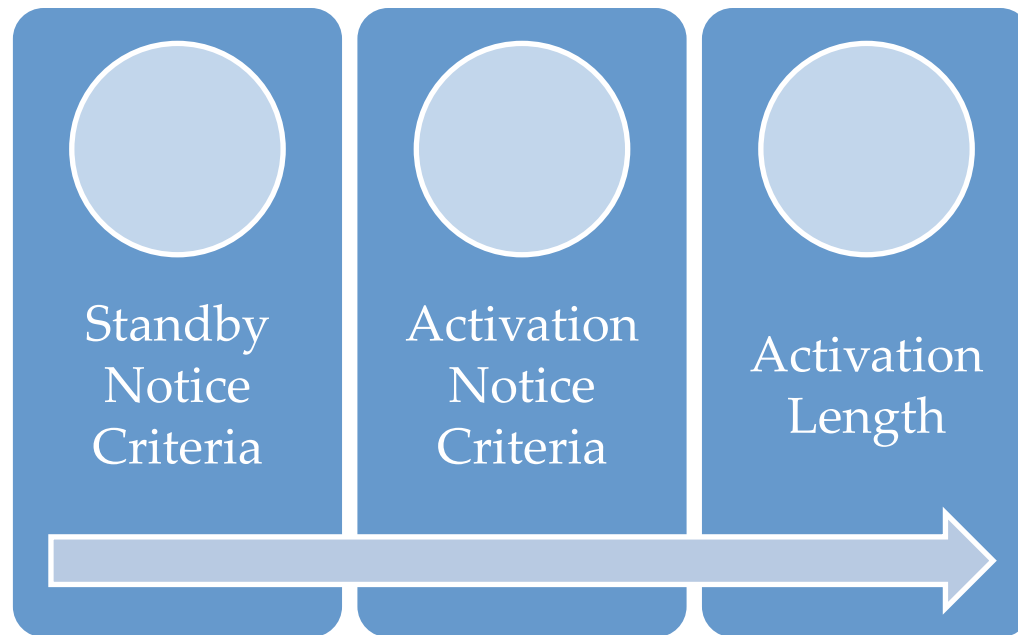 Standby
Notice
Criteria
Activation
Notice
Criteria
Activation
Length